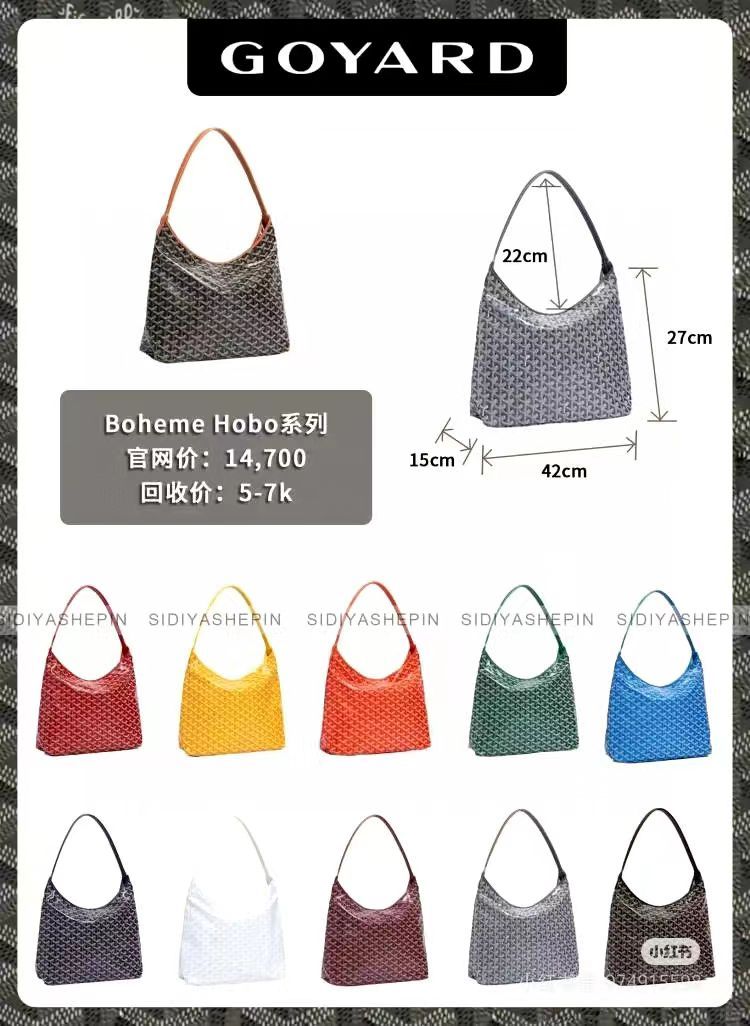 GOYARD
22cm
27cm
15cm
42cm
Boheme Hobo系列
官网价：14,700
回收价：5-7k
SIDIYASHEPIN SIDIYASHEPIN SIDIYASHEPIN SIDIYASHEPIN SIDIYASHEPIN
小红书